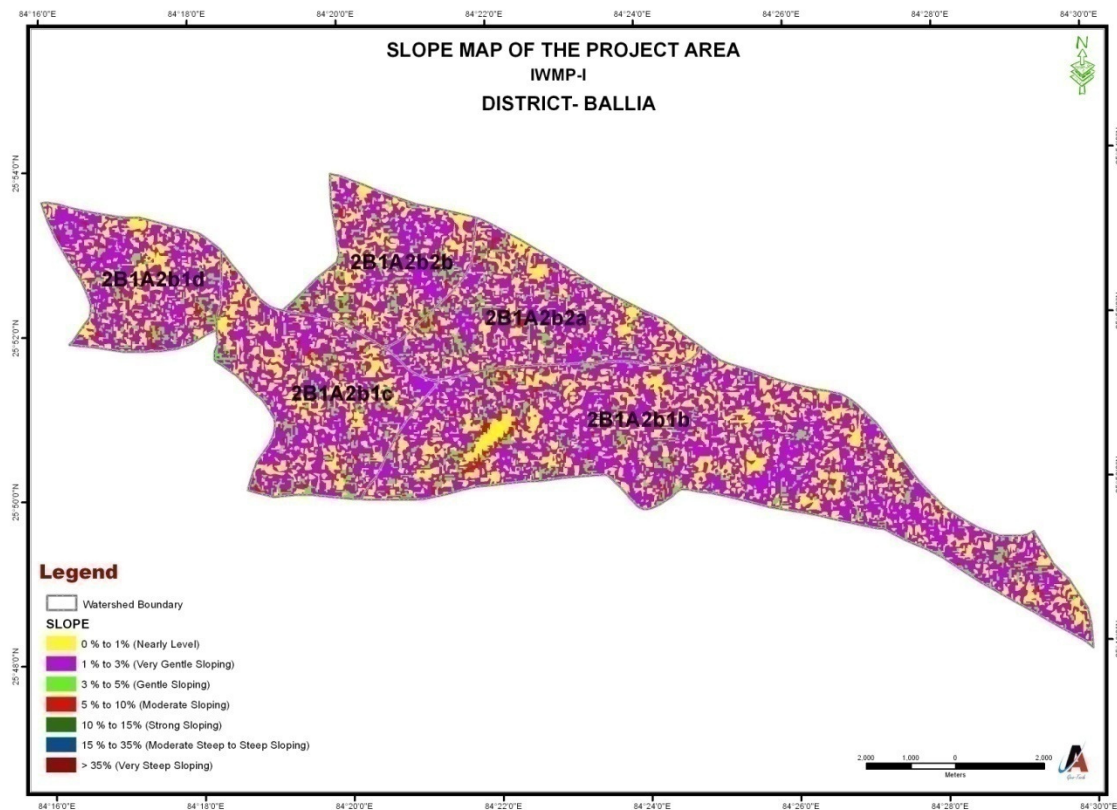 84°16'0"E 84°18'0"E 84°20'0"E 84°22'0"E 84°24'0"E 84°26'0"E 84°28'0"E 84°30'0"E
SLOPE MAP OF THE PROJECT AREA
IWMP-I
DISTRICT- BALLIA
N
25°54'0"N
25°52'0"N
25°50'0"N
25°48'0"N
2B1A2b2b
2B1A2b1d
2B1A2b2a
2B1A2b1c
2B1A2b1b
Legend
Watershed Boundary
SLOPE
0 % to 1% (Nearly Level)
1 % to 3% (Very Gentle Sloping)
3 % to 5% (Gentle Sloping)
5 % to 10% (Moderate Sloping)
10 % to 15% (Strong Sloping)
15 % to 35% (Moderate Steep to Steep Sloping)
> 35% (Very Steep Sloping)
2,000 1,000 0 2,000
Meters
84°16'0"E 84°18'0"E 84°20'0"E 84°22'0"E 84°24'0"E 84°26'0"E 84°28'0"E 84°30'0"E